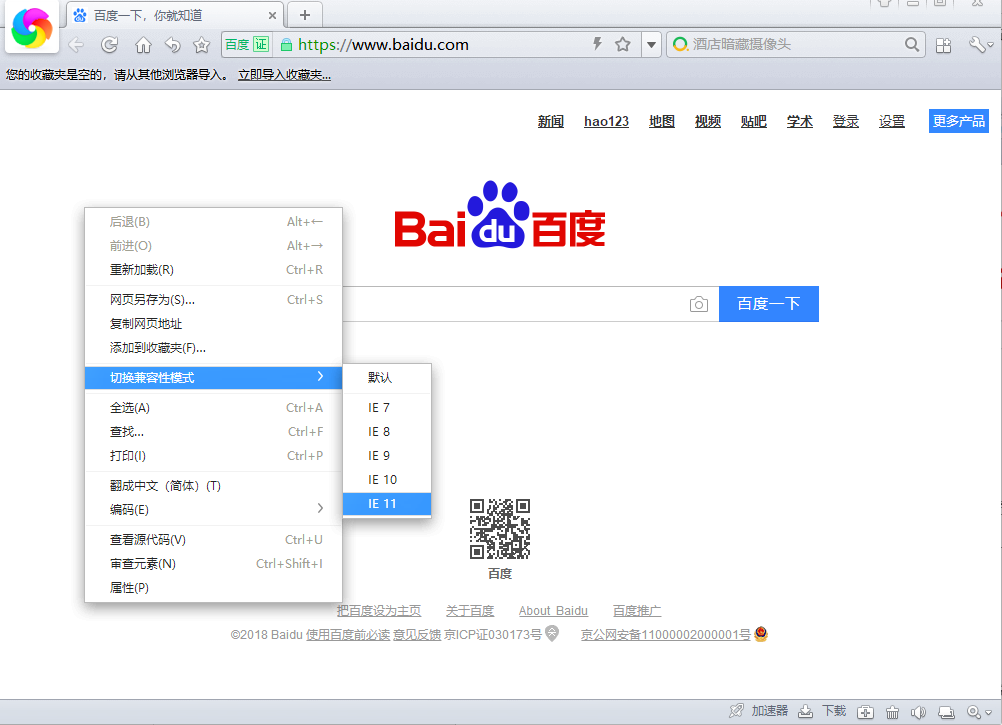 百度一下，你就知道
百度 证 https://www.baidu.com 酒店暗藏摄像头
您的收藏夹是空的，请从其他浏览器导入。 立即导入收藏夹...
新闻 hao123 地图 视频 贴吧 学术 登录 设置 更多产品
Bai du 百度
百度一下
后退(B) Alt+←
前进(O) Alt+→
重新加载(R) Ctrl+R
网页另存为(S)... Ctrl+S
复制网页地址
添加到收藏夹(F)...
切换兼容性模式
全选(A) Ctrl+A
查找... Ctrl+F
打印(I) Ctrl+P
翻成中文（简体）(T)
编码(E)
查看源代码(V) Ctrl+U
审查元素(N) Ctrl+Shift+I
属性(P)
默认
IE 7
IE 8
IE 9
IE 10
IE 11
百度
把百度设为主页 关于百度 About Baidu 百度推广
©2018 Baidu 使用百度前必读 意见反馈 京ICP证030173号 京公网安备11000002000001号
加速器 下载